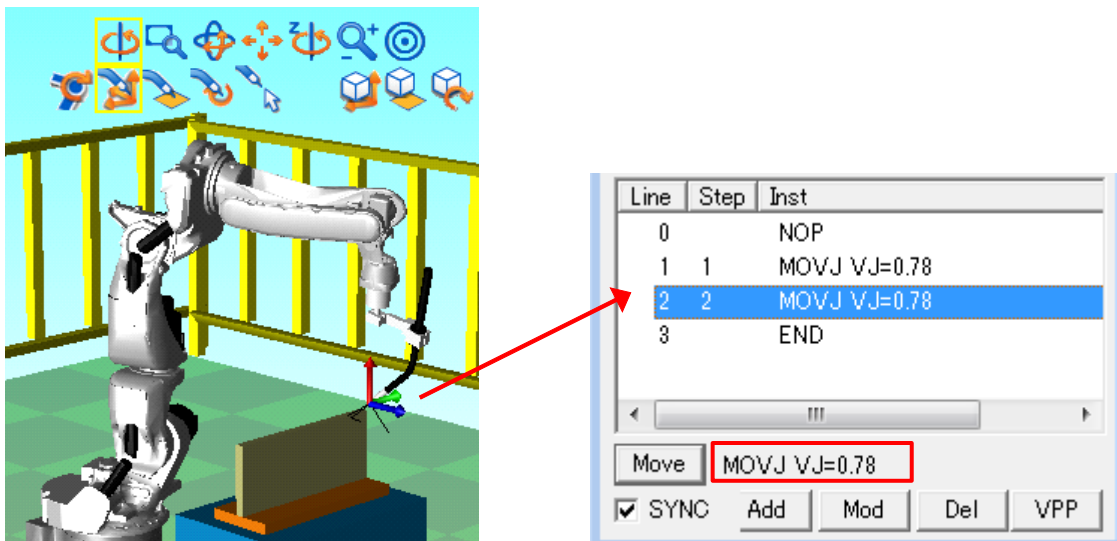 z
Line Step Inst
0 NOP
1 1 MOVJ VJ=0.78
2 2 MOVJ VJ=0.78
3 END
Move MOVJ VJ=0.78
SYNC Add Mod Del VPP